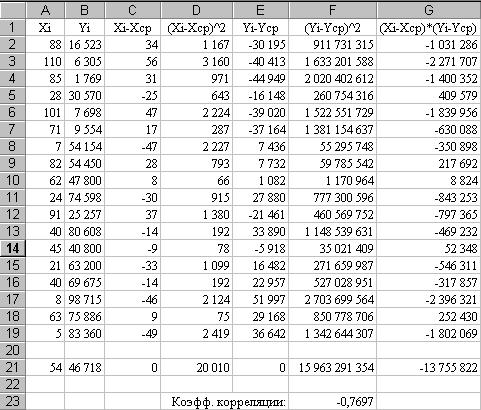 A B C D E F G
1 Xi Yi Xi-Xcp (Xi-Xcp)^2 Yi-Ycp (Yi-Ycp)^2 (Xi-Xcp)*(Yi-Ycp)
2 88 16 523 34 1 167 -30 195 911 731 315 -1 031 286
3 110 6 305 56 3 160 -40 413 1 633 201 588 -2 271 707
4 85 1 769 31 971 -44 949 2 020 402 612 -1 400 352
5 28 30 570 -25 643 -16 148 260 754 316 409 579
6 101 7 698 47 2 224 -39 020 1 522 551 729 -1 839 956
7 71 9 554 17 287 -37 164 1 381 154 637 -630 088
8 7 54 154 -47 2 227 7 436 55 295 748 -350 898
9 82 54 450 28 793 7 732 59 785 542 217 692
10 62 47 800 8 66 1 082 1 170 964 8 824
11 24 74 598 -30 915 27 880 777 300 596 -843 253
12 91 25 257 37 1 380 -21 461 460 569 752 -797 365
13 40 80 608 -14 192 33 890 1 148 539 631 -469 232
14 45 40 800 -9 78 -5 918 35 021 409 52 348
15 21 63 200 -33 1 099 16 482 271 659 987 -546 311
16 40 69 675 -14 192 22 957 527 028 951 -317 857
17 8 98 715 -46 2 124 51 997 2 703 699 564 -2 396 321
18 63 75 886 9 75 29 168 850 778 706 252 430
19 5 83 360 -49 2 419 36 642 1 342 644 307 -1 802 069
20
21 54 46 718 0 20 010 0 15 963 291 354 -13 755 822
22
23 Коэфф. корреляции: -0,7697